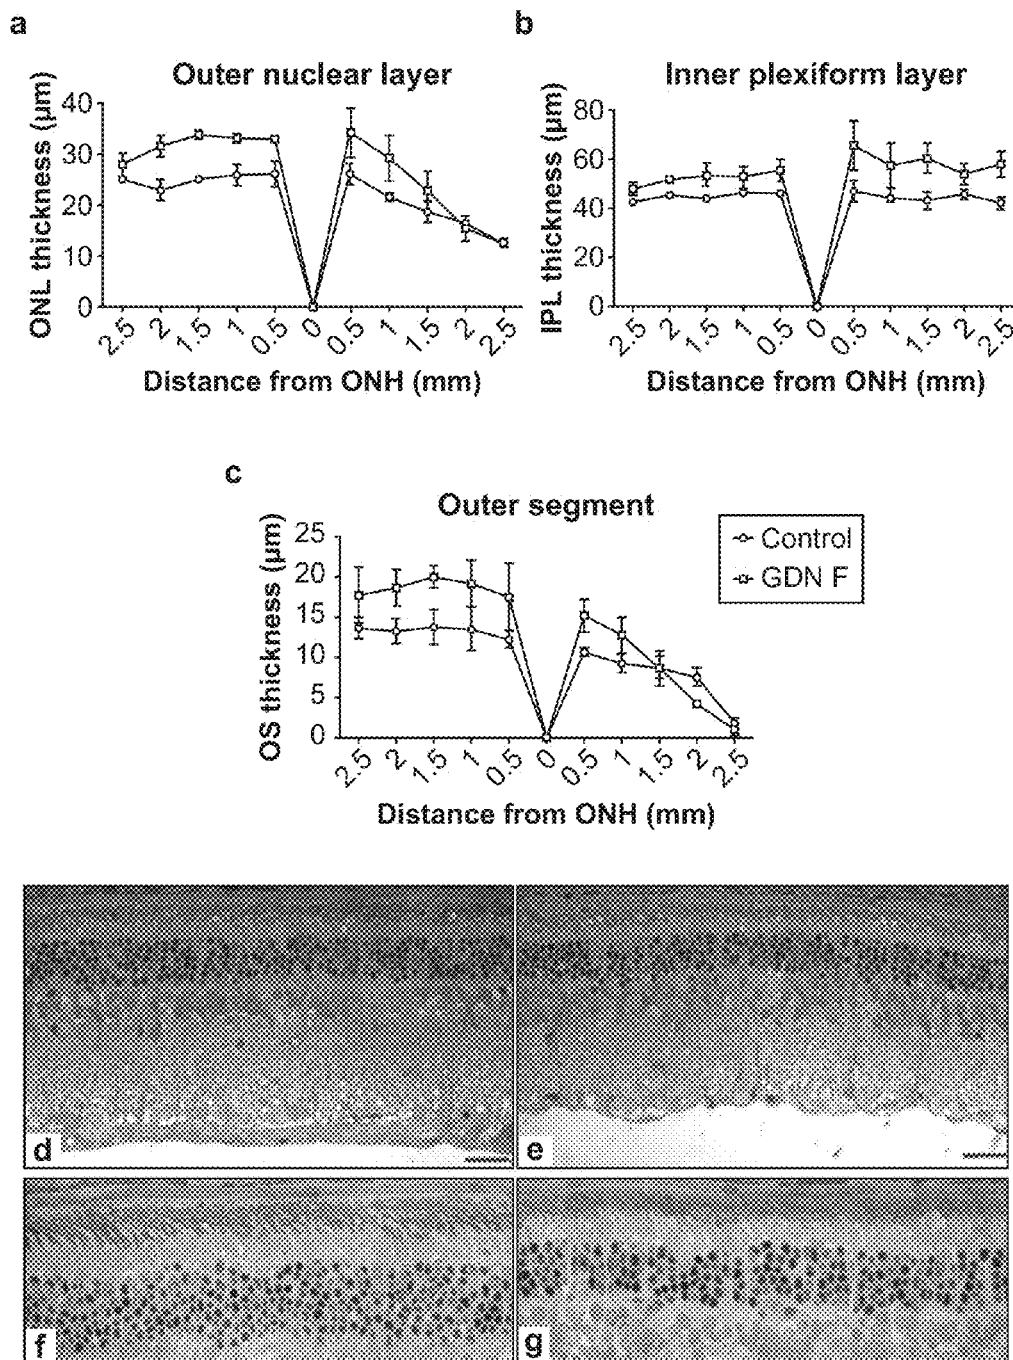 a
Outer nuclear layer
ONL thickness (µm)
40
30
20
10
0
2.5 2 1.5 1 0.5 0 0.5 1 1.5 2 2.5
Distance from ONH (mm)
b
Inner plexiform layer
IPL thickness (µm)
80
60
40
20
0
2.5 2 1.5 1 0.5 0 0.5 1 1.5 2 2.5
Distance from ONH (mm)
c
Outer segment
OS thickness (µm)
25
20
15
10
5
0
2.5 2 1.5 1 0.5 0 0.5 1 1.5 2 2.5
Distance from ONH (mm)
Control
GDN F
d
e
f
g